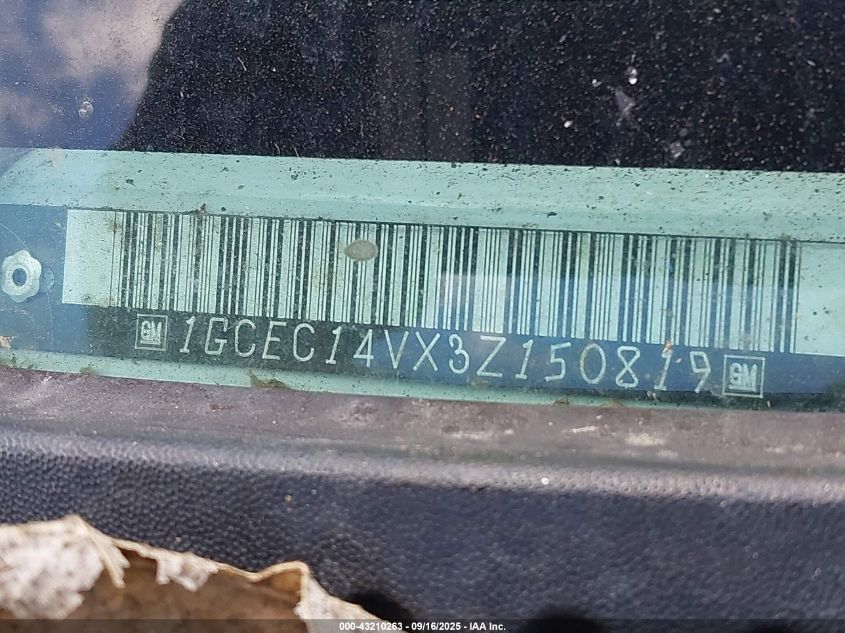 GM 1GCEC14VX3Z150819 GM
000-43210263 - 09/16/2025 - IAA Inc.